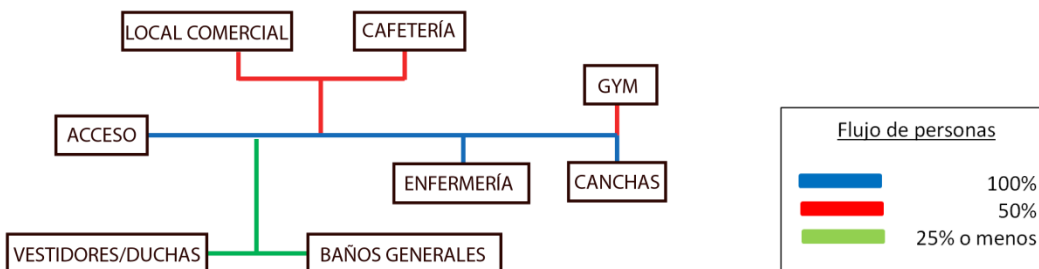 LOCAL COMERCIAL
CAFETERÍA
GYM
ACCESO
ENFERMERÍA
CANCHAS
VESTIDORES/DUCHAS
BAÑOS GENERALES
Flujo de personas
100%
50%
25% o menos